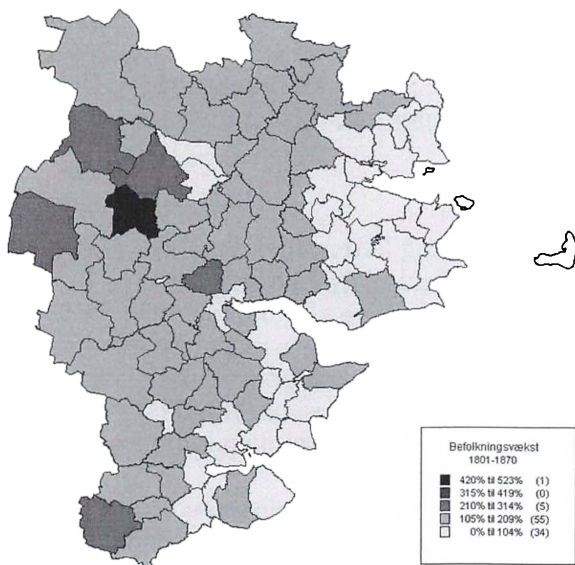 Befolkningsvækst
1801-1870
420% til 523% (1)
315% til 419% (0)
210% til 314% (5)
105% til 209% (55)
0% til 104% (34)